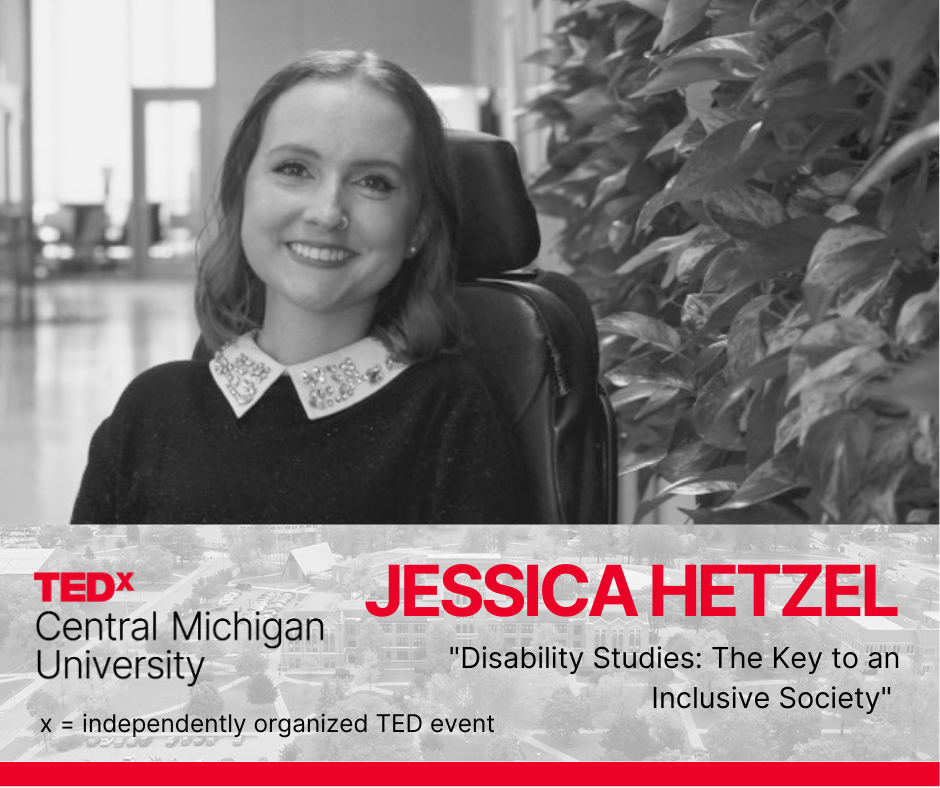 TEDx
Central Michigan
University
x = independently organized TED event
JESSICA HETZEL
"Disability Studies: The Key to an
Inclusive Society"